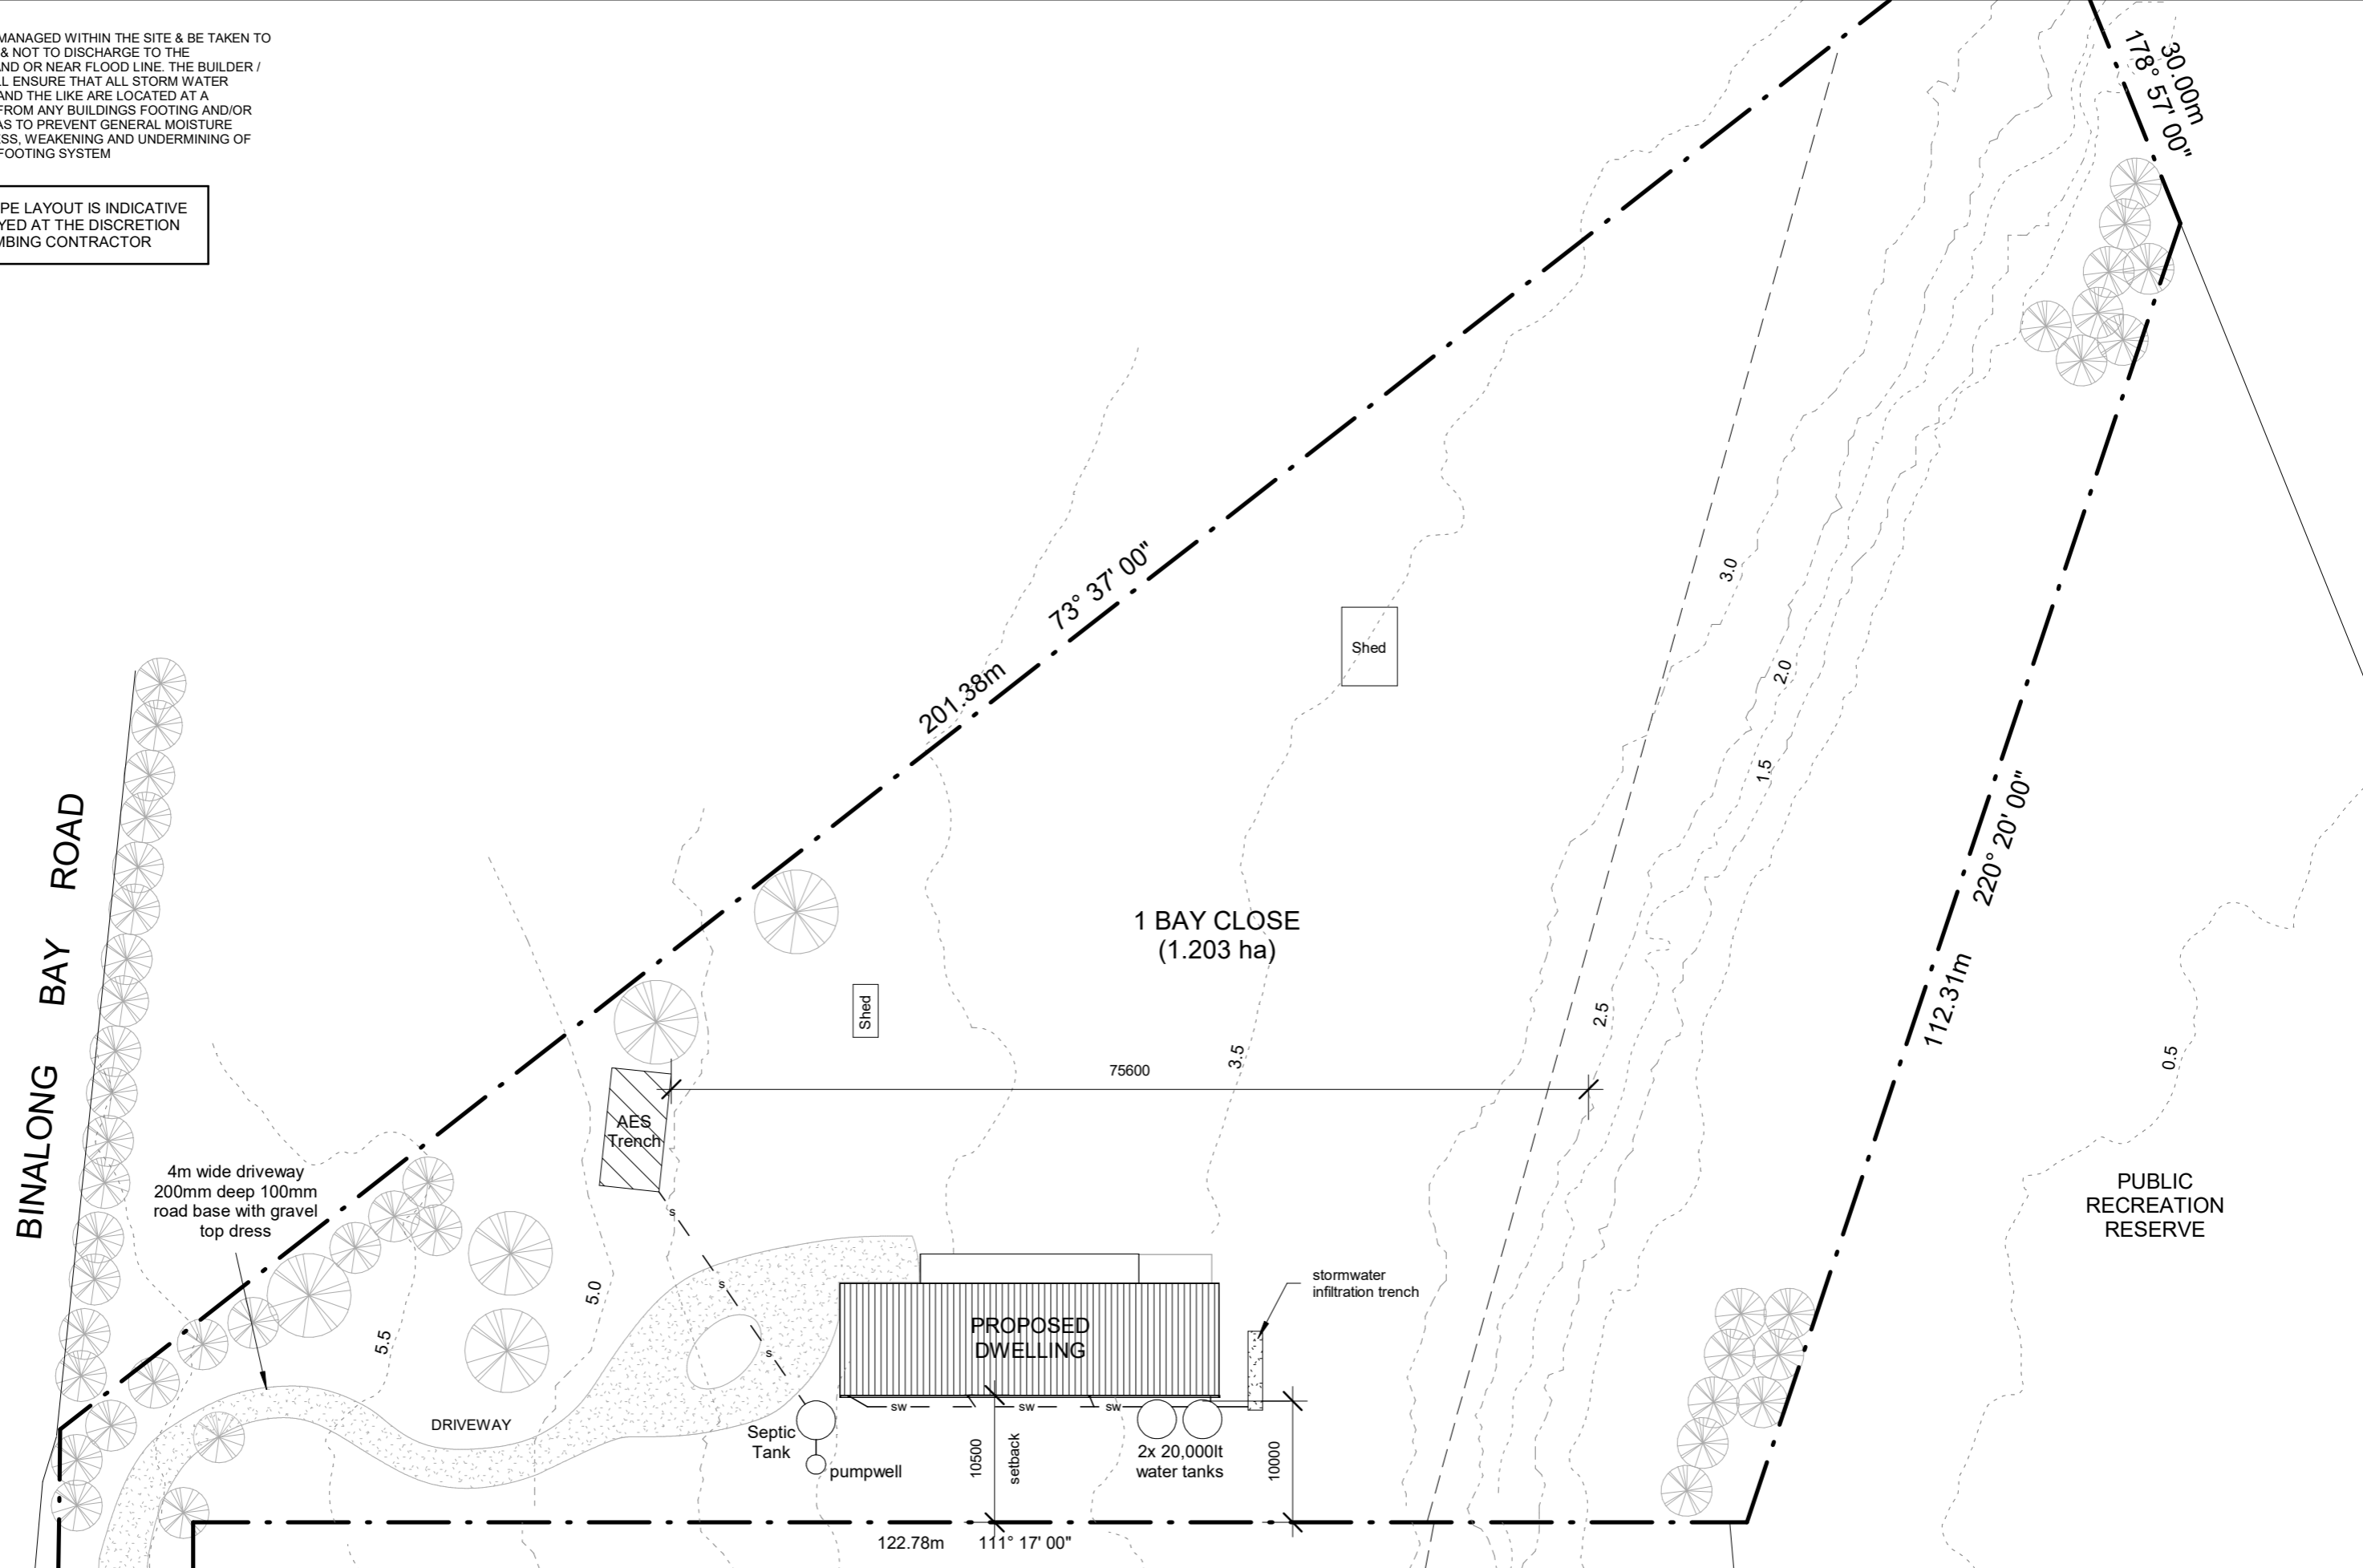 MANAGED WITHIN THE SITE & BE TAKEN TO
& NOT TO DISCHARGE TO THE
AND OR NEAR FLOOD LINE. THE BUILDER /
ENSURE THAT ALL STORM WATER
AND THE LIKE ARE LOCATED AT A
FROM ANY BUILDINGS FOOTING AND/OR
AS TO PREVENT GENERAL MOISTURE
WEAKENING AND UNDERMINING OF
FOOTING SYSTEM
LAYOUT IS INDICATIVE
AT THE DISCRETION
CONTRACTOR
30.00m
178° 57' 00"
73° 37' 00"
201.38m
Shed
3.0
2.0
1.5
BINALONG BAY ROAD
220° 20' 00"
112.31m
1 BAY CLOSE
(1.203 ha)
Shed
2.5
3.5
0.5
75600
AES
Trench
4m wide driveway
200mm deep 100mm
road base with gravel
top dress
s
s
s
5.0
5.5
PUBLIC
RECREATION
RESERVE
stormwater
infiltration trench
PROPOSED
DWELLING
sw
sw
sw
DRIVEWAY
Septic
Tank
pumpwell
10500
setback
2x 20,000lt
water tanks
10000
122.78m 111° 17' 00"